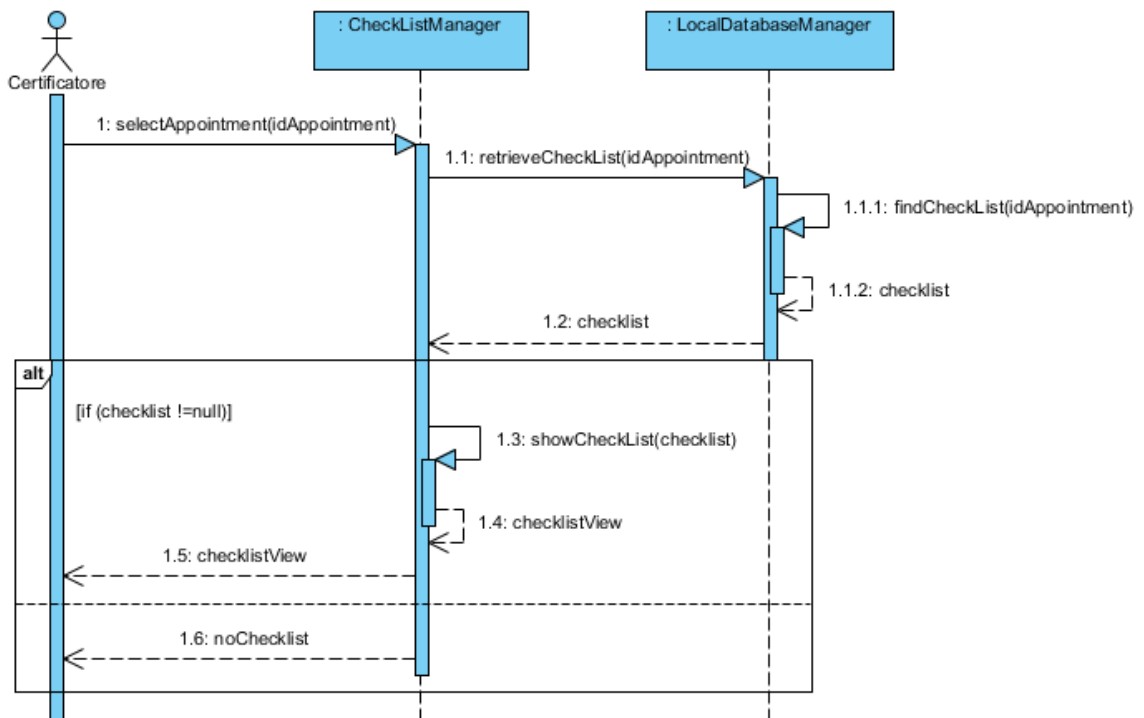 : CheckListManager
: LocalDatabaseManager
Certificatore
1: selectAppointment(idAppointment)
1.1: retrieveCheckList(idAppointment)
1.1.1: findCheckList(idAppointment)
1.1.2: checklist
1.2: checklist
alt
[if (checklist !=null)]
1.3: showCheckList(checklist)
1.4: checklistView
1.5: checklistView
1.6: noChecklist